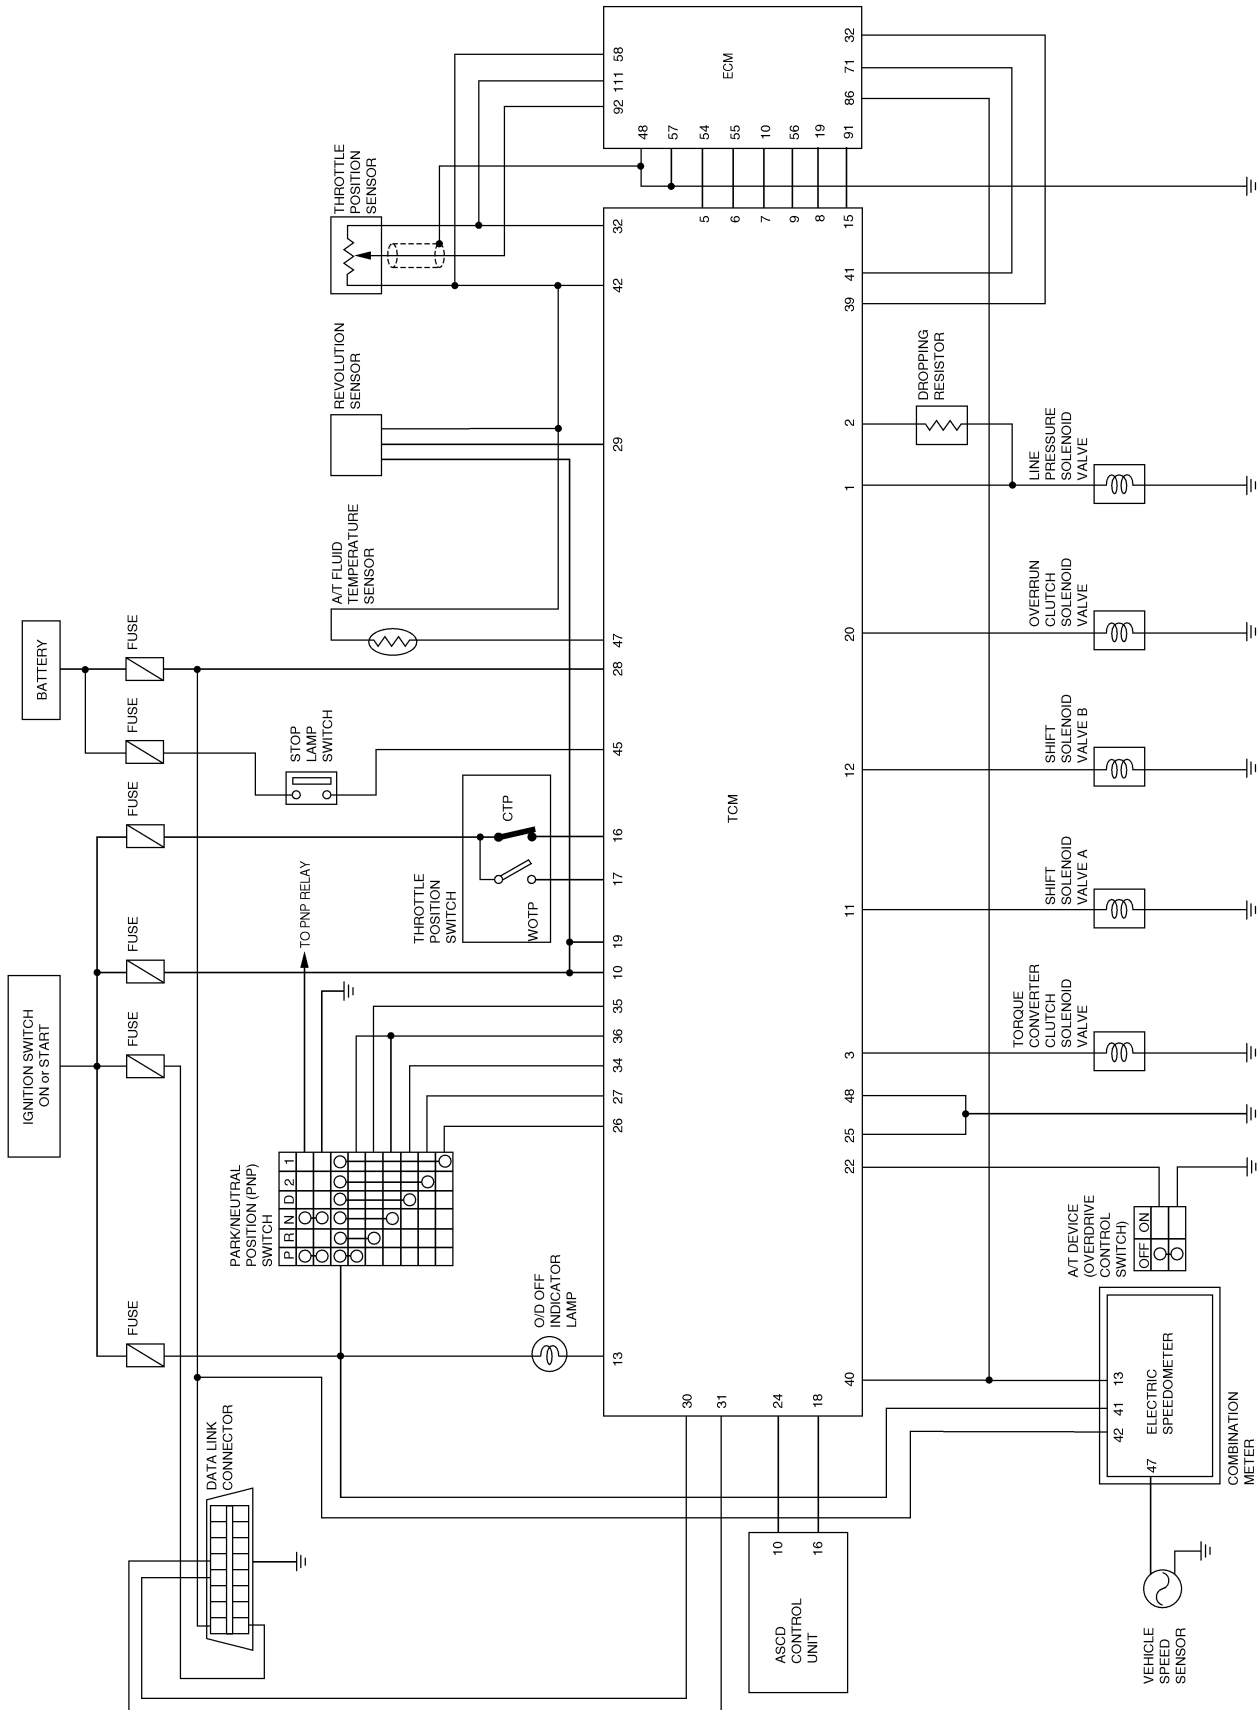 BATTERY
IGNITION SWITCH
ON or START
FUSE
FUSE
FUSE
FUSE
FUSE
FUSE
THROTTLE
POSITION
SENSOR
REVOLUTION
SENSOR
A/T FLUID
TEMPERATURE
SENSOR
STOP
LAMP
SWITCH
THROTTLE
POSITION
SWITCH
CTP
WOTP
TO PNP RELAY
PARK/NEUTRAL
POSITION (PNP)
SWITCH
P R N D 2 1
O/D OFF
INDICATOR
LAMP
DATA LINK
CONNECTOR
ECM
58
111
92
48
57
54
55
10
56
19
91
32
71
86
TCM
32
42
29
47
28
45
16
17
19
10
35
36
34
27
26
13
5
6
7
9
8
15
41
39
2
1
20
12
11
3
48
25
22
40
30
31
24
18
DROPPING
RESISTOR
LINE
PRESSURE
SOLENOID
VALVE
OVERRUN
CLUTCH
SOLENOID
VALVE
SHIFT
SOLENOID
VALVE B
SHIFT
SOLENOID
VALVE A
TORQUE
CONVERTER
CLUTCH
SOLENOID
VALVE
A/T DEVICE
(OVERDRIVE
CONTROL
SWITCH)
OFF ON
13
41
42
47
ELECTRIC
SPEEDOMETER
COMBINATION
METER
10
16
ASCD
CONTROL
UNIT
VEHICLE
SPEED
SENSOR